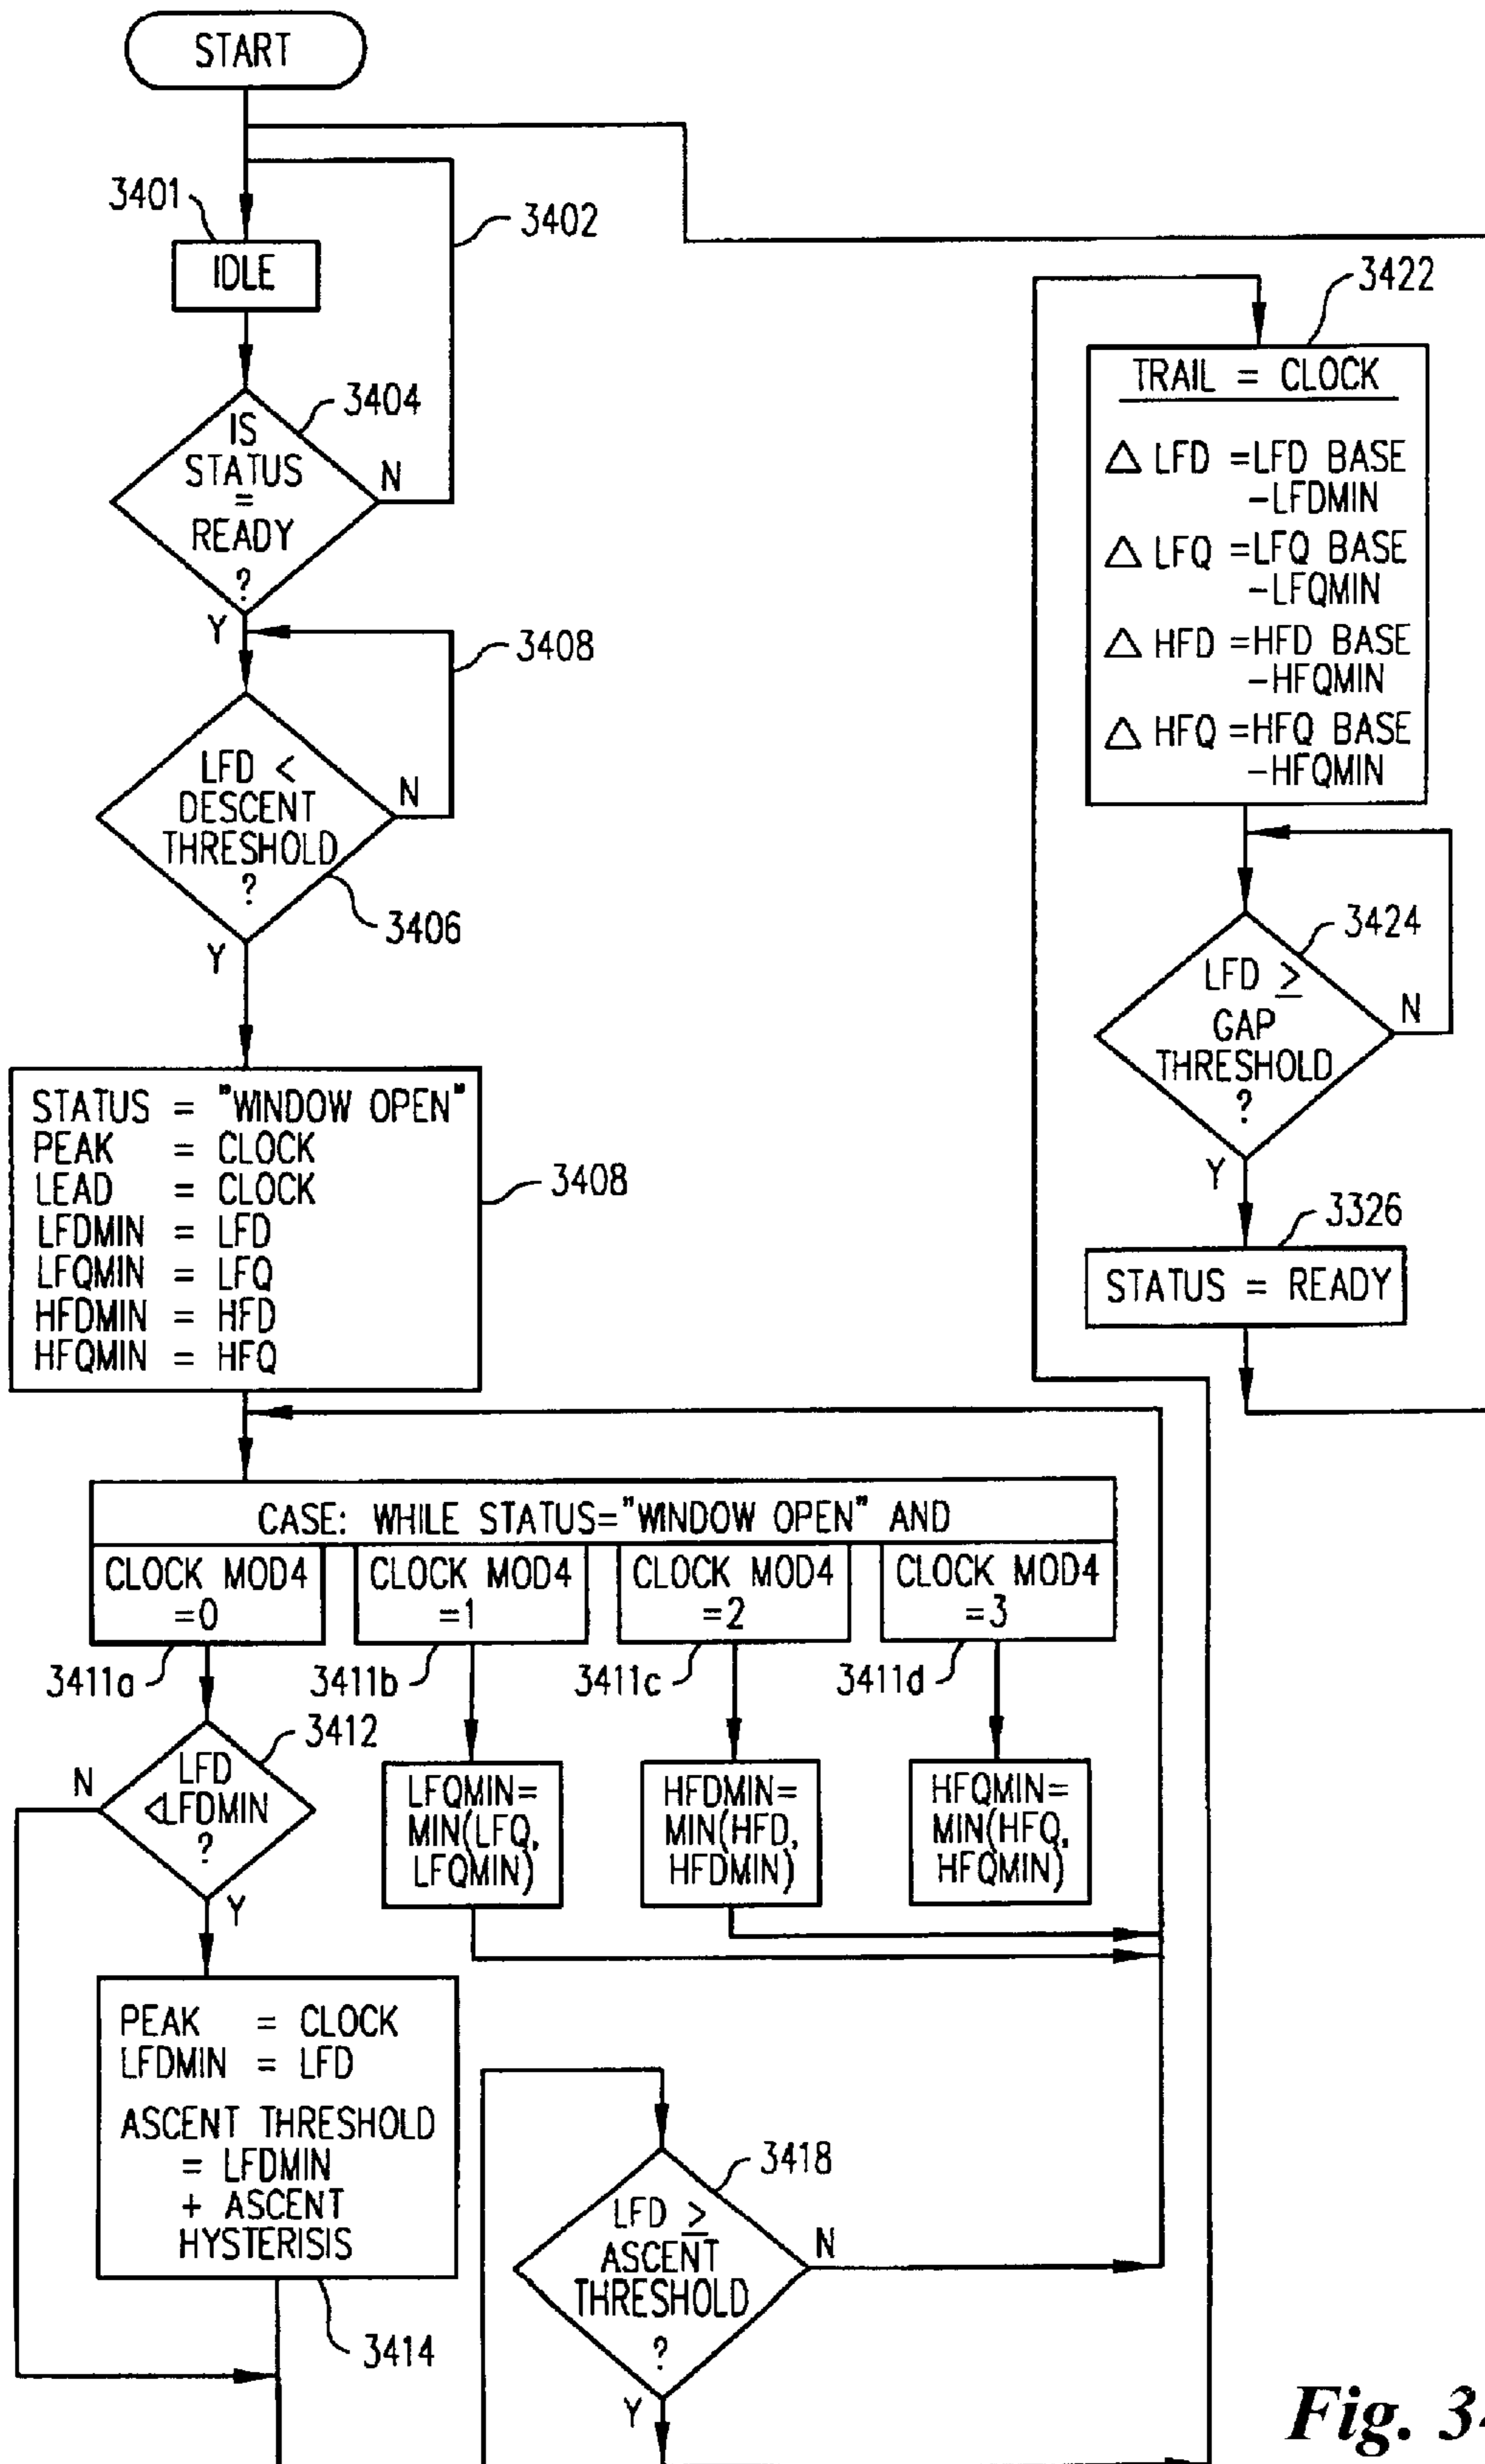 START
3401
3402
IDLE
3404
IS
STATUS
=
READY
?
N
Y
3408
LFD <
DESCENT
THRESHOLD
?
N
3406
Y
STATUS = "WINDOW OPEN"
PEAK = CLOCK
LEAD = CLOCK
LFDMIN = LFD
LFQMIN = LFQ
HFDMIN = HFD
HFQMIN = HFQ
3408
CASE: WHILE STATUS="WINDOW OPEN" AND
CLOCK MOD4
=0
CLOCK MOD4
=1
CLOCK MOD4
=2
CLOCK MOD4
=3
3411a
3411b
3411c
3411d
3412
LFD
<LFDMIN
?
N
Y
LFQMIN=
MIN(LFQ,
LFQMIN)
HFDMIN=
MIN(HFD,
HFDMIN)
HFQMIN=
MIN(HFQ,
HFQMIN)
PEAK = CLOCK
LFDMIN = LFD
ASCENT THRESHOLD
= LFDMIN
+ ASCENT
HYSTERISIS
3414
3418
LFD ≥
ASCENT
THRESHOLD
?
N
Y
3422
TRAIL = CLOCK
△ LFD =LFD BASE
-LFDMIN
△ LFQ =LFQ BASE
-LFQMIN
△ HFD =HFD BASE
-HFQMIN
△ HFQ =HFQ BASE
-HFQMIN
3424
LFD ≥
GAP
THRESHOLD
?
N
Y
3326
STATUS = READY
Fig. 34